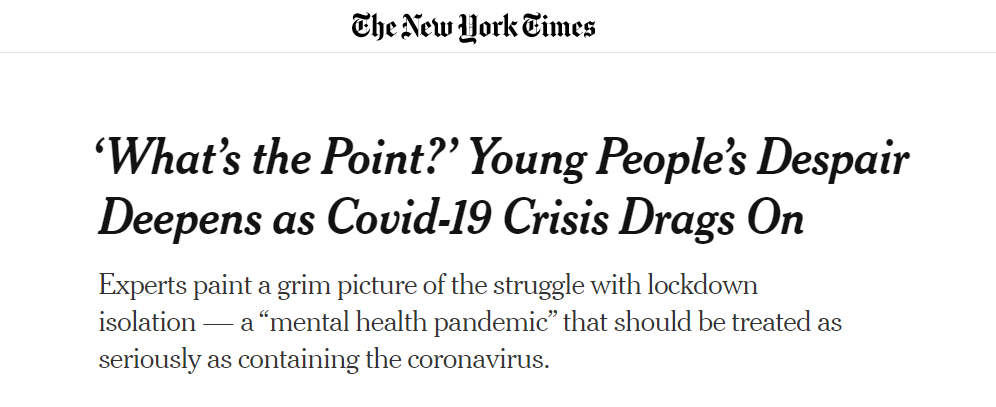 The New York Times
‘What’s the Point?’ Young People’s Despair
Deepens as Covid-19 Crisis Drags On
Experts paint a grim picture of the struggle with lockdown
isolation — a “mental health pandemic” that should be treated as
seriously as containing the coronavirus.